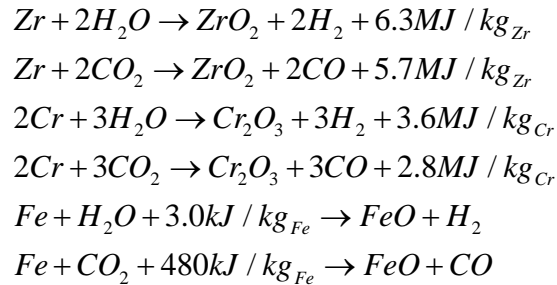 Zr + 2H₂O → ZrO₂ + 2H₂ + 6.3MJ / kg_Zr
Zr + 2CO₂ → ZrO₂ + 2CO + 5.7MJ / kg_Zr
2Cr + 3H₂O → Cr₂O₃ + 3H₂ + 3.6MJ / kg_Cr
2Cr + 3CO₂ → Cr₂O₃ + 3CO + 2.8MJ / kg_Cr
Fe + H₂O + 3.0kJ / kg_Fe → FeO + H₂
Fe + CO₂ + 480kJ / kg_Fe → FeO + CO